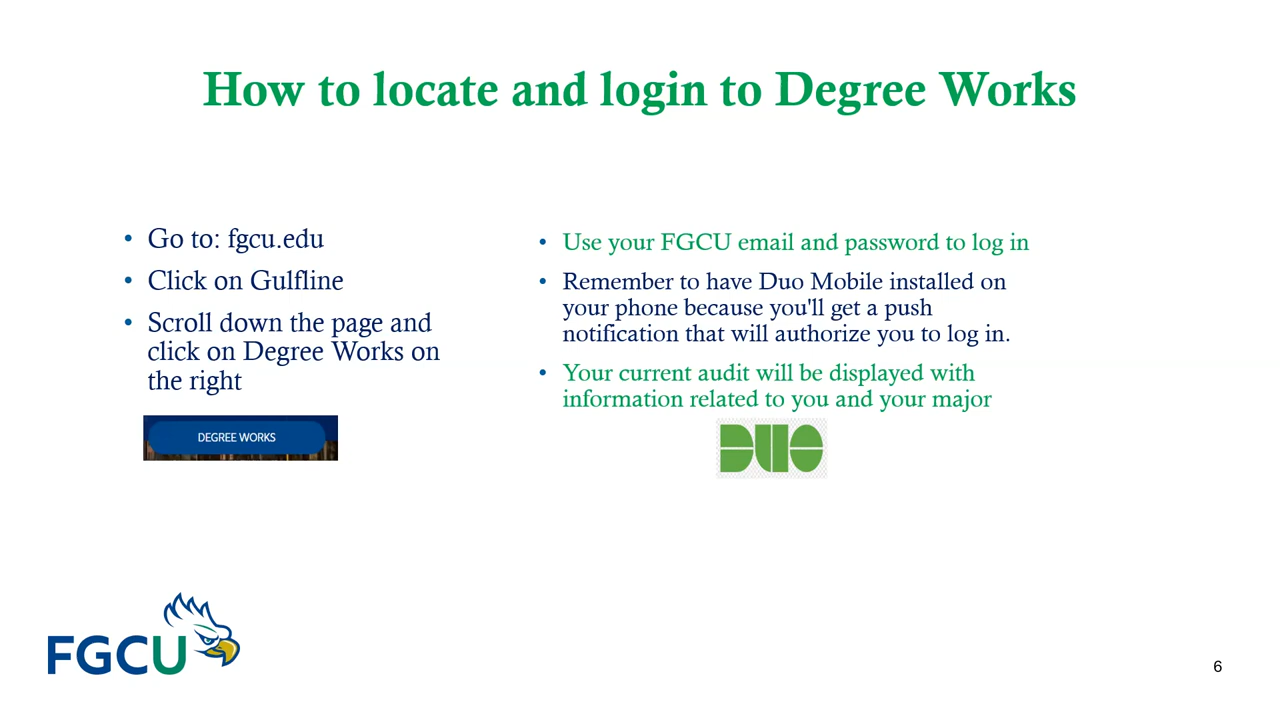 How to locate and login to Degree Works
• Go to: fgcu.edu
• Click on Gulfline
• Scroll down the page and
click on Degree Works on
the right
DEGREE WORKS
• Use your FGCU email and password to log in
• Remember to have Duo Mobile installed on
your phone because you'll get a push
notification that will authorize you to log in.
• Your current audit will be displayed with
information related to you and your major
DUO
FGCU
6